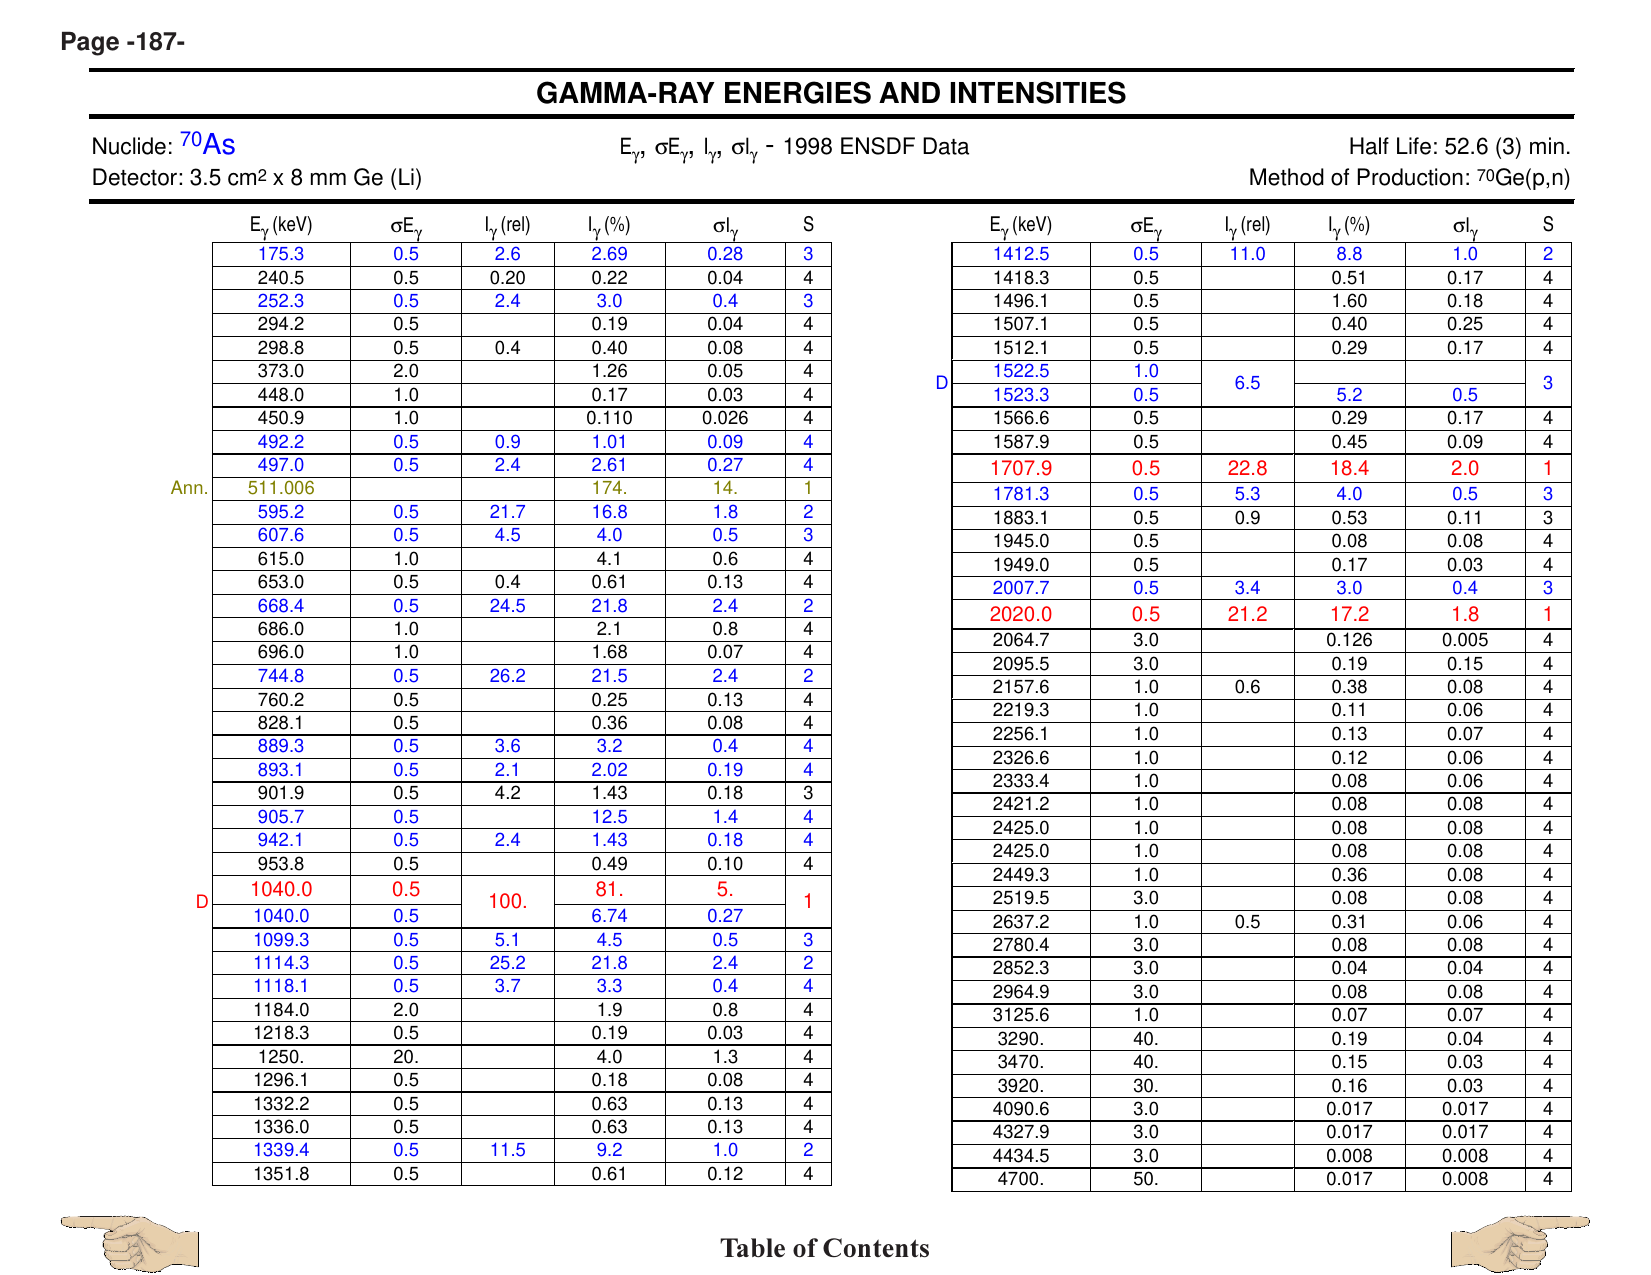 Page -187-
GAMMA-RAY ENERGIES AND INTENSITIES
Nuclide: ⁷⁰As
Eγ, σEγ, Iγ, σIγ - 1998 ENSDF Data
Half Life: 52.6 (3) min.
Detector: 3.5 cm² x 8 mm Ge (Li)
Method of Production: ⁷⁰Ge(p,n)
Eγ (keV) σEγ Iγ (rel) Iγ (%) σIγ S
175.3 0.5 2.6 2.69 0.28 3
240.5 0.5 0.20 0.22 0.04 4
252.3 0.5 2.4 3.0 0.4 3
294.2 0.5 0.19 0.04 4
298.8 0.5 0.4 0.40 0.08 4
373.0 2.0 1.26 0.05 4
448.0 1.0 0.17 0.03 4
450.9 1.0 0.110 0.026 4
492.2 0.5 0.9 1.01 0.09 4
497.0 0.5 2.4 2.61 0.27 4
Ann. 511.006 174. 14. 1
595.2 0.5 21.7 16.8 1.8 2
607.6 0.5 4.5 4.0 0.5 3
615.0 1.0 4.1 0.6 4
653.0 0.5 0.4 0.61 0.13 4
668.4 0.5 24.5 21.8 2.4 2
686.0 1.0 2.1 0.8 4
696.0 1.0 1.68 0.07 4
744.8 0.5 26.2 21.5 2.4 2
760.2 0.5 0.25 0.13 4
828.1 0.5 0.36 0.08 4
889.3 0.5 3.6 3.2 0.4 4
893.1 0.5 2.1 2.02 0.19 4
901.9 0.5 4.2 1.43 0.18 3
905.7 0.5 12.5 1.4 4
942.1 0.5 2.4 1.43 0.18 4
953.8 0.5 0.49 0.10 4
D 1040.0 0.5 100. 81. 5. 1
1040.0 0.5 6.74 0.27
1099.3 0.5 5.1 4.5 0.5 3
1114.3 0.5 25.2 21.8 2.4 2
1118.1 0.5 3.7 3.3 0.4 4
1184.0 2.0 1.9 0.8 4
1218.3 0.5 0.19 0.03 4
1250. 20. 4.0 1.3 4
1296.1 0.5 0.18 0.08 4
1332.2 0.5 0.63 0.13 4
1336.0 0.5 0.63 0.13 4
1339.4 0.5 11.5 9.2 1.0 2
1351.8 0.5 0.61 0.12 4
Eγ (keV) σEγ Iγ (rel) Iγ (%) σIγ S
1412.5 0.5 11.0 8.8 1.0 2
1418.3 0.5 0.51 0.17 4
1496.1 0.5 1.60 0.18 4
1507.1 0.5 0.40 0.25 4
1512.1 0.5 0.29 0.17 4
D 1522.5 1.0 6.5 3
1523.3 0.5 5.2 0.5
1566.6 0.5 0.29 0.17 4
1587.9 0.5 0.45 0.09 4
1707.9 0.5 22.8 18.4 2.0 1
1781.3 0.5 5.3 4.0 0.5 3
1883.1 0.5 0.9 0.53 0.11 3
1945.0 0.5 0.08 0.08 4
1949.0 0.5 0.17 0.03 4
2007.7 0.5 3.4 3.0 0.4 3
2020.0 0.5 21.2 17.2 1.8 1
2064.7 3.0 0.126 0.005 4
2095.5 3.0 0.19 0.15 4
2157.6 1.0 0.6 0.38 0.08 4
2219.3 1.0 0.11 0.06 4
2256.1 1.0 0.13 0.07 4
2326.6 1.0 0.12 0.06 4
2333.4 1.0 0.08 0.06 4
2421.2 1.0 0.08 0.08 4
2425.0 1.0 0.08 0.08 4
2425.0 1.0 0.08 0.08 4
2449.3 1.0 0.36 0.08 4
2519.5 3.0 0.08 0.08 4
2637.2 1.0 0.5 0.31 0.06 4
2780.4 3.0 0.08 0.08 4
2852.3 3.0 0.04 0.04 4
2964.9 3.0 0.08 0.08 4
3125.6 1.0 0.07 0.07 4
3290. 40. 0.19 0.04 4
3470. 40. 0.15 0.03 4
3920. 30. 0.16 0.03 4
4090.6 3.0 0.017 0.017 4
4327.9 3.0 0.017 0.017 4
4434.5 3.0 0.008 0.008 4
4700. 50. 0.017 0.008 4
Table of Contents